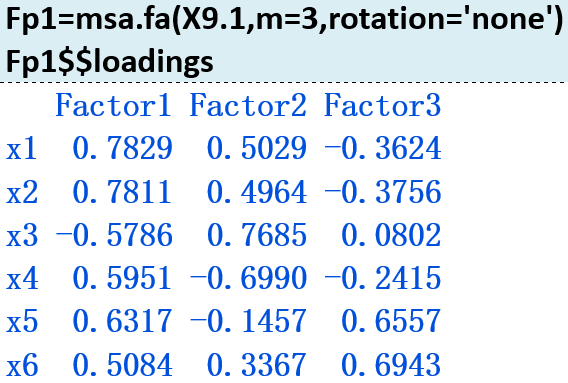 Fp1=msa.fa(X9.1,m=3,rotation='none')
Fp1$$loadings
Factor1 Factor2 Factor3
x1 0.7829 0.5029 -0.3624
x2 0.7811 0.4964 -0.3756
x3 -0.5786 0.7685 0.0802
x4 0.5951 -0.6990 -0.2415
x5 0.6317 -0.1457 0.6557
x6 0.5084 0.3367 0.6943